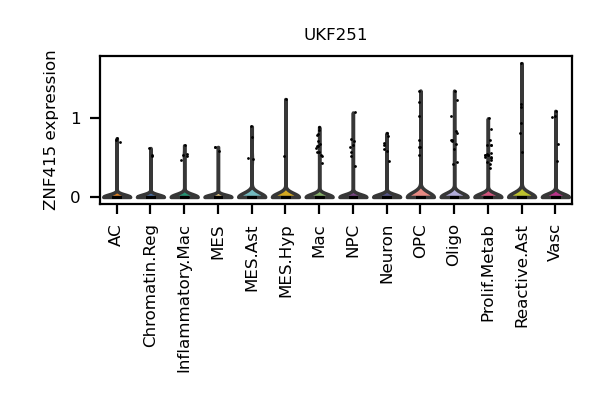 UKF251
ZNF415 expression
1
0
AC
Chromatin.Reg
Inflammatory.Mac
MES
MES.Ast
MES.Hyp
Mac
NPC
Neuron
OPC
Oligo
Prolif.Metab
Reactive.Ast
Vasc